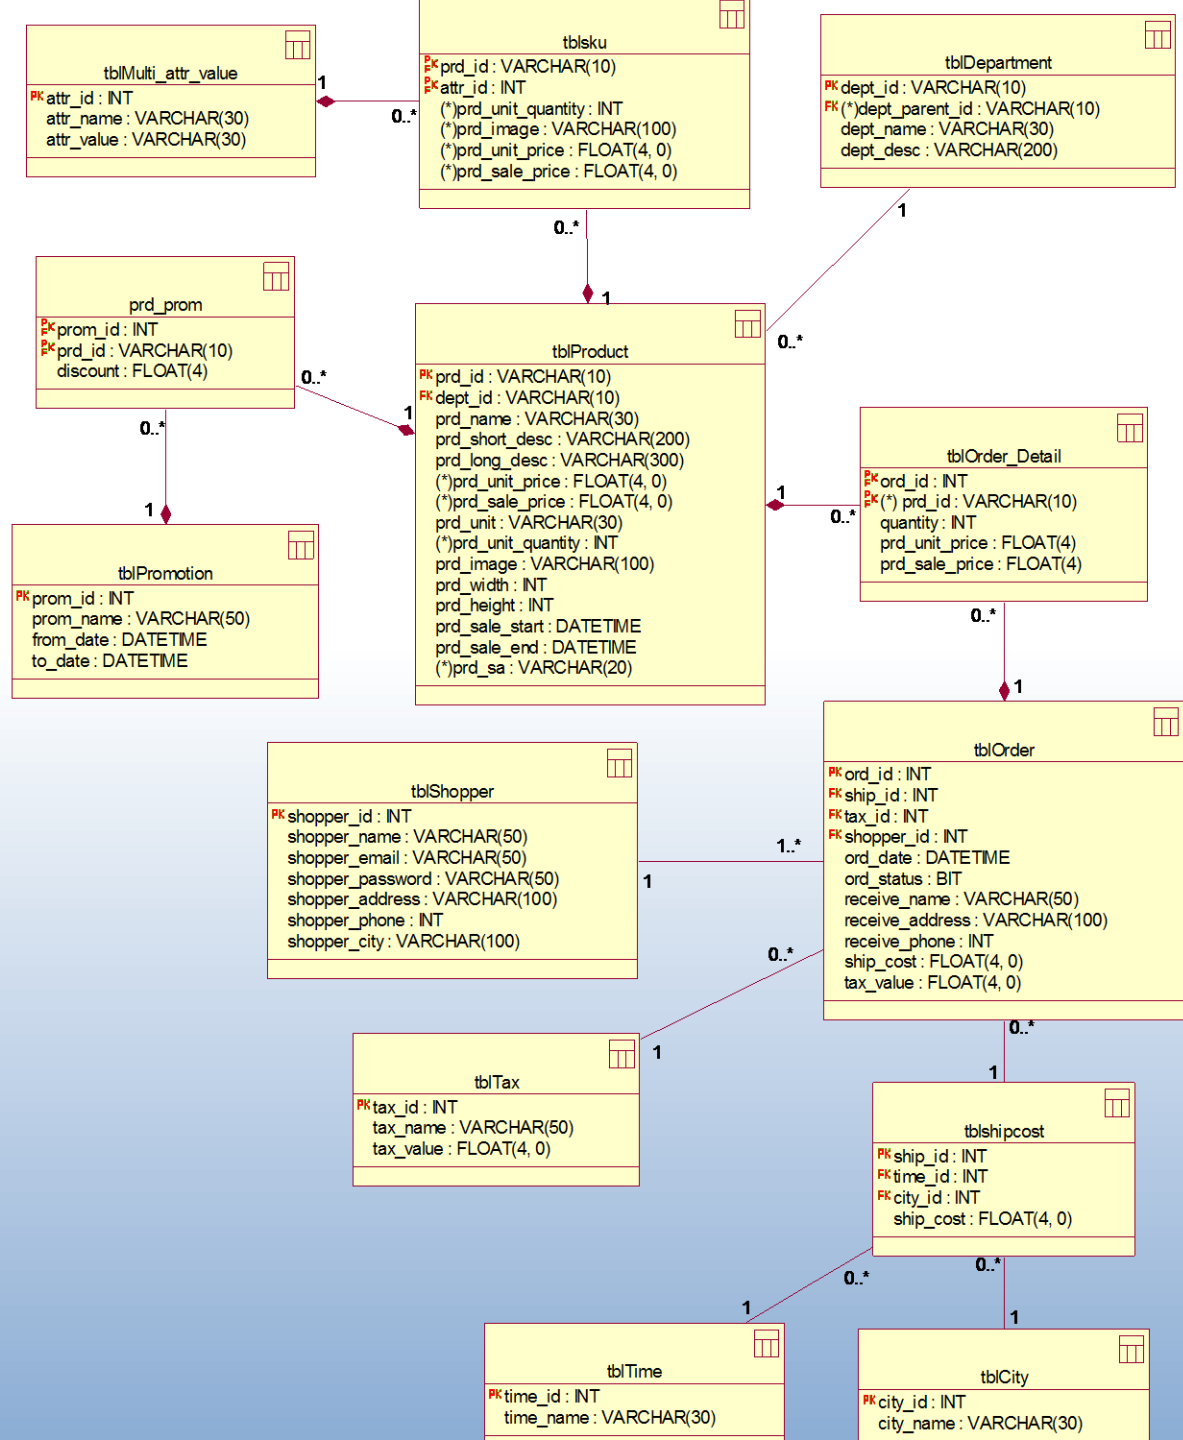 tblMulti_attr_value
PK attr_id : INT
attr_name : VARCHAR(30)
attr_value : VARCHAR(30)
1
0..*
tblsku
PF K prd_id : VARCHAR(10)
PF K attr_id : INT
(*)prd_unit_quantity : INT
(*)prd_image : VARCHAR(100)
(*)prd_unit_price : FLOAT(4, 0)
(*)prd_sale_price : FLOAT(4, 0)
0..*
1
tblDepartment
PK dept_id : VARCHAR(10)
FK (*)dept_parent_id : VARCHAR(10)
dept_name : VARCHAR(30)
dept_desc : VARCHAR(200)
1
0..*
prd_prom
PF K prom_id : INT
PF K prd_id : VARCHAR(10)
discount : FLOAT(4)
0..*
1
0..*
1
tblPromotion
PK prom_id : INT
prom_name : VARCHAR(50)
from_date : DATETIME
to_date : DATETIME
tblProduct
PK prd_id : VARCHAR(10)
FK dept_id : VARCHAR(10)
prd_name : VARCHAR(30)
prd_short_desc : VARCHAR(200)
prd_long_desc : VARCHAR(300)
(*)prd_unit_price : FLOAT(4, 0)
(*)prd_sale_price : FLOAT(4, 0)
prd_unit : VARCHAR(30)
(*)prd_unit_quantity : INT
prd_image : VARCHAR(100)
prd_width : INT
prd_height : INT
prd_sale_start : DATETIME
prd_sale_end : DATETIME
(*)prd_sa : VARCHAR(20)
1
0..*
tblOrder_Detail
PF K ord_id : INT
PF K (*) prd_id : VARCHAR(10)
quantity : INT
prd_unit_price : FLOAT(4)
prd_sale_price : FLOAT(4)
0..*
1
tblShopper
PK shopper_id : INT
shopper_name : VARCHAR(50)
shopper_email : VARCHAR(50)
shopper_password : VARCHAR(50)
shopper_address : VARCHAR(100)
shopper_phone : INT
shopper_city : VARCHAR(100)
1..*
1
tblOrder
PK ord_id : INT
FK ship_id : INT
FK tax_id : INT
FK shopper_id : INT
ord_date : DATETIME
ord_status : BIT
receive_name : VARCHAR(50)
receive_address : VARCHAR(100)
receive_phone : INT
ship_cost : FLOAT(4, 0)
tax_value : FLOAT(4, 0)
0..*
1
0..*
1
tblTax
PK tax_id : INT
tax_name : VARCHAR(50)
tax_value : FLOAT(4, 0)
tblshipcost
PK ship_id : INT
FK time_id : INT
FK city_id : INT
ship_cost : FLOAT(4, 0)
0..*
1
0..*
1
tblTime
PK time_id : INT
time_name : VARCHAR(30)
tblCity
PK city_id : INT
city_name : VARCHAR(30)